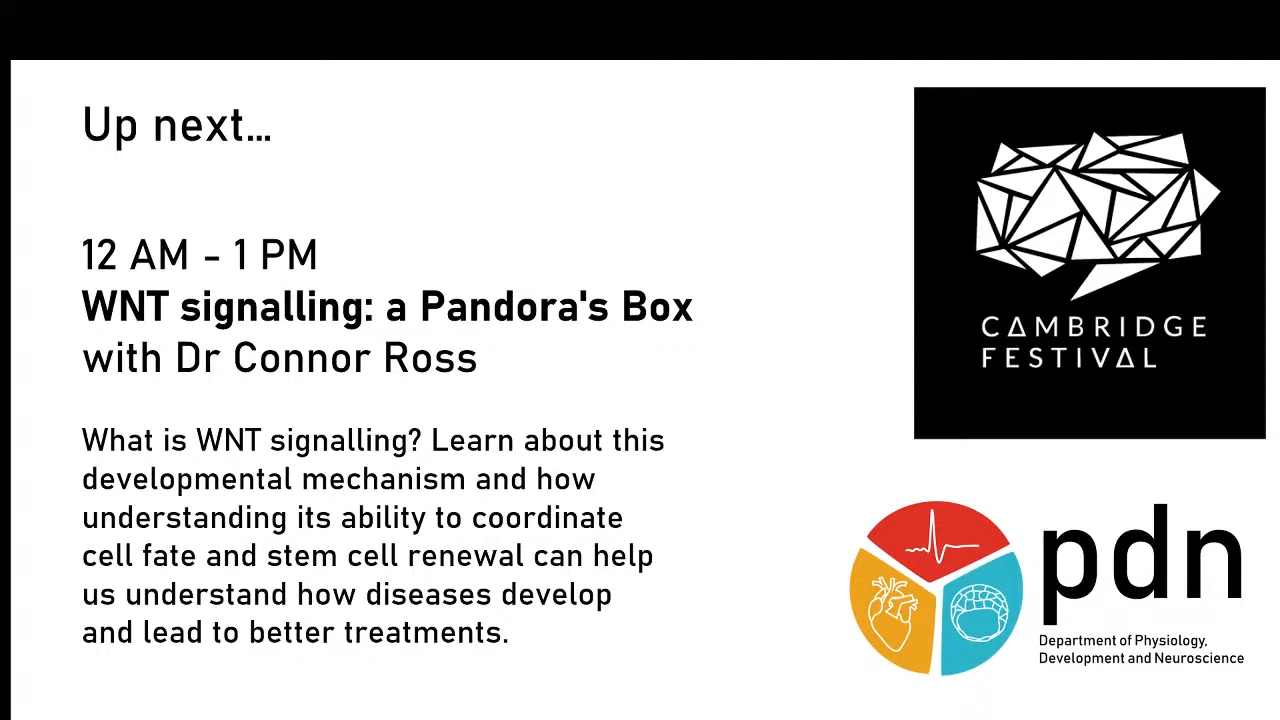 Up next...
12 AM - 1 PM
WNT signalling: a Pandora's Box
with Dr Connor Ross
What is WNT signalling? Learn about this
developmental mechanism and how
understanding its ability to coordinate
cell fate and stem cell renewal can help
us understand how diseases develop
and lead to better treatments.
CAMBRIDGE
FESTIVAL
pdn
Department of Physiology,
Development and Neuroscience